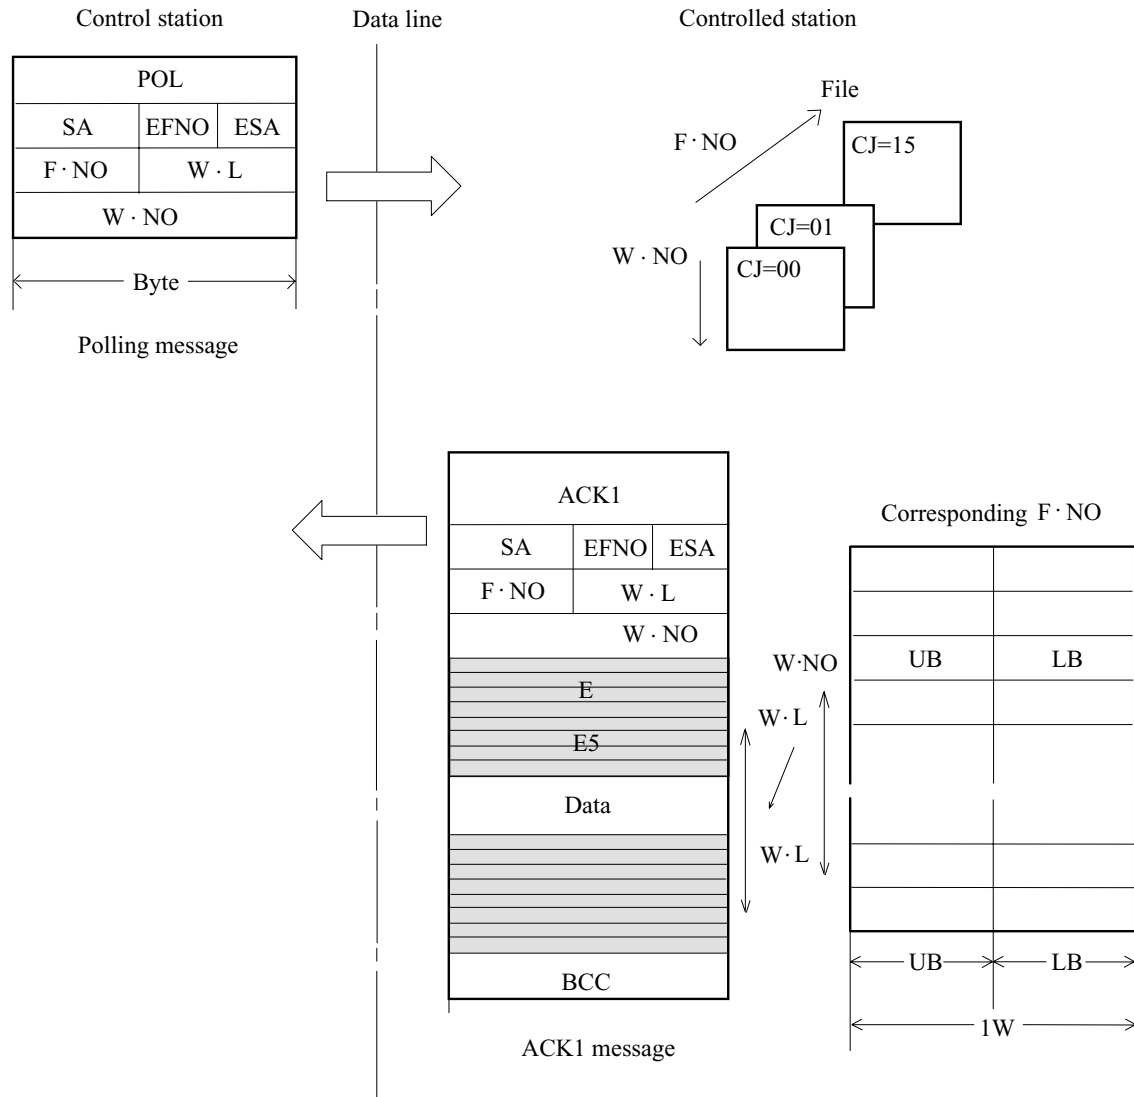 Control station
Data line
Controlled station
POL
SA EFNO ESA
F·NO W·L
W·NO
Byte
Polling message
File
F·NO
CJ=15
CJ=01
W·NO
CJ=00
ACK1
SA EFNO ESA
F·NO W·L
W·NO
E
E5
Data
BCC
ACK1 message
Corresponding F·NO
W·NO
UB LB
W·L
W·L
UB LB
1W